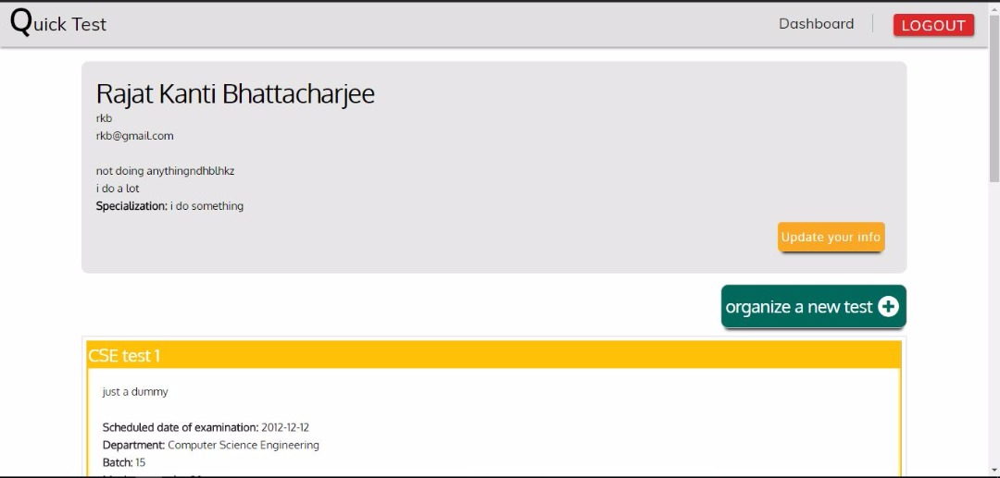 Quick Test
Dashboard
LOGOUT
Rajat Kanti Bhattacharjee
rkb
rkb@gmail.com
not doing anythingndhblhkz
i do a lot
Specialization: i do something
Update your info
organize a new test
CSE test 1
just a dummy
Scheduled date of examination: 2012-12-12
Department: Computer Science Engineering
Batch: 15